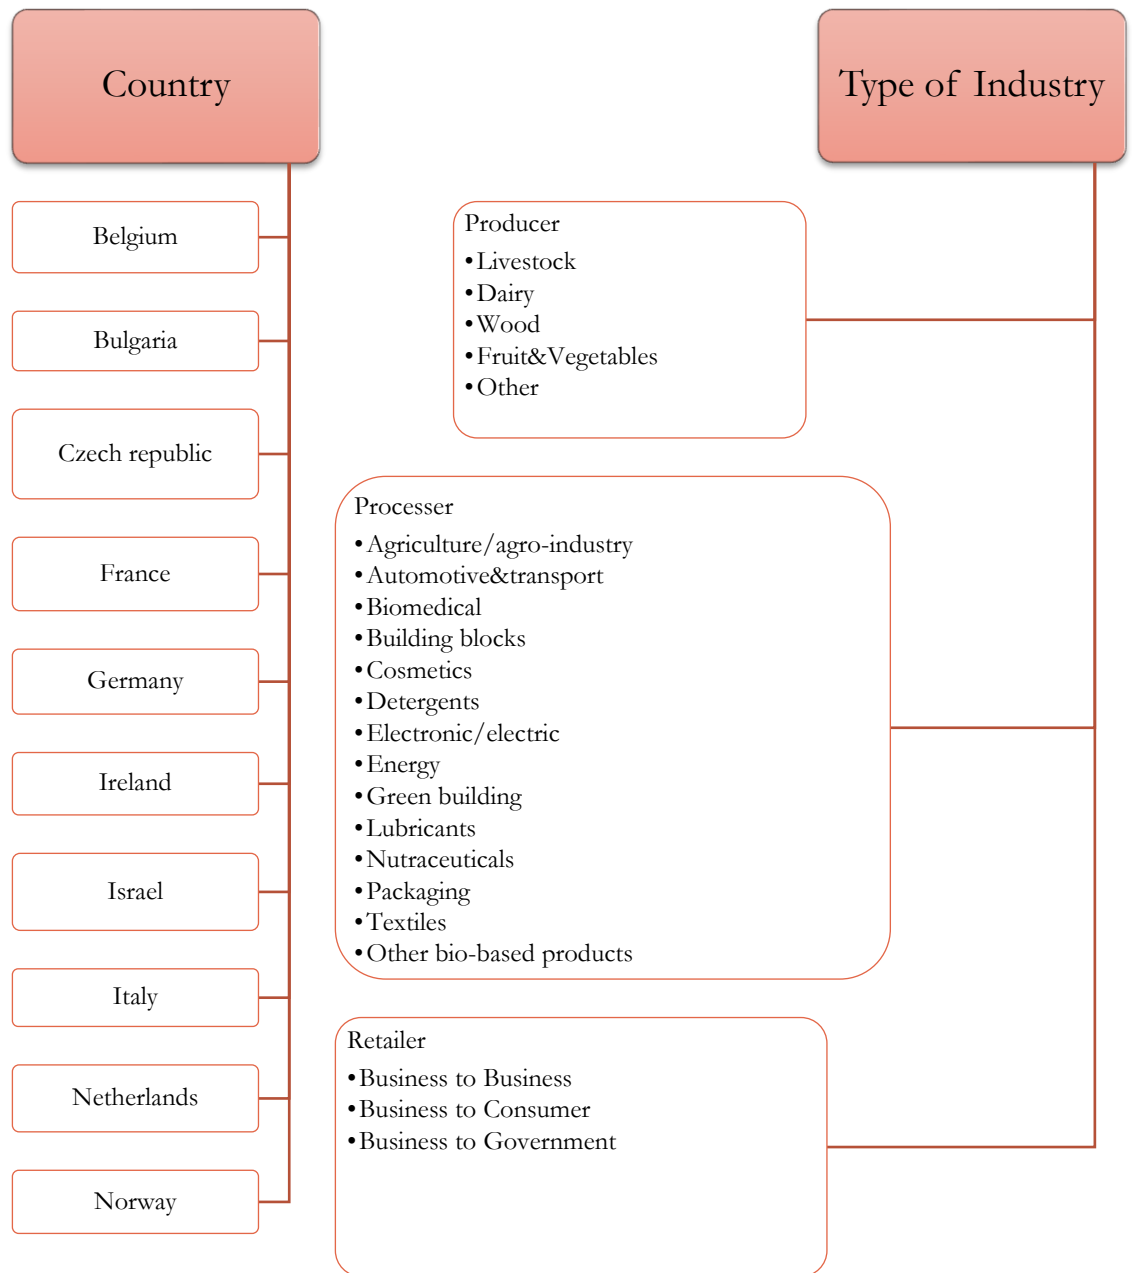 Country
Belgium
Bulgaria
Czech republic
France
Germany
Ireland
Israel
Italy
Netherlands
Norway
Type of Industry
Producer
•Livestock
•Dairy
•Wood
•Fruit&Vegetables
•Other
Processer
•Agriculture/agro-industry
•Automotive&transport
•Biomedical
•Building blocks
•Cosmetics
•Detergents
•Electronic/electric
•Energy
•Green building
•Lubricants
•Nutraceuticals
•Packaging
•Textiles
•Other bio-based products
Retailer
•Business to Business
•Business to Consumer
•Business to Government